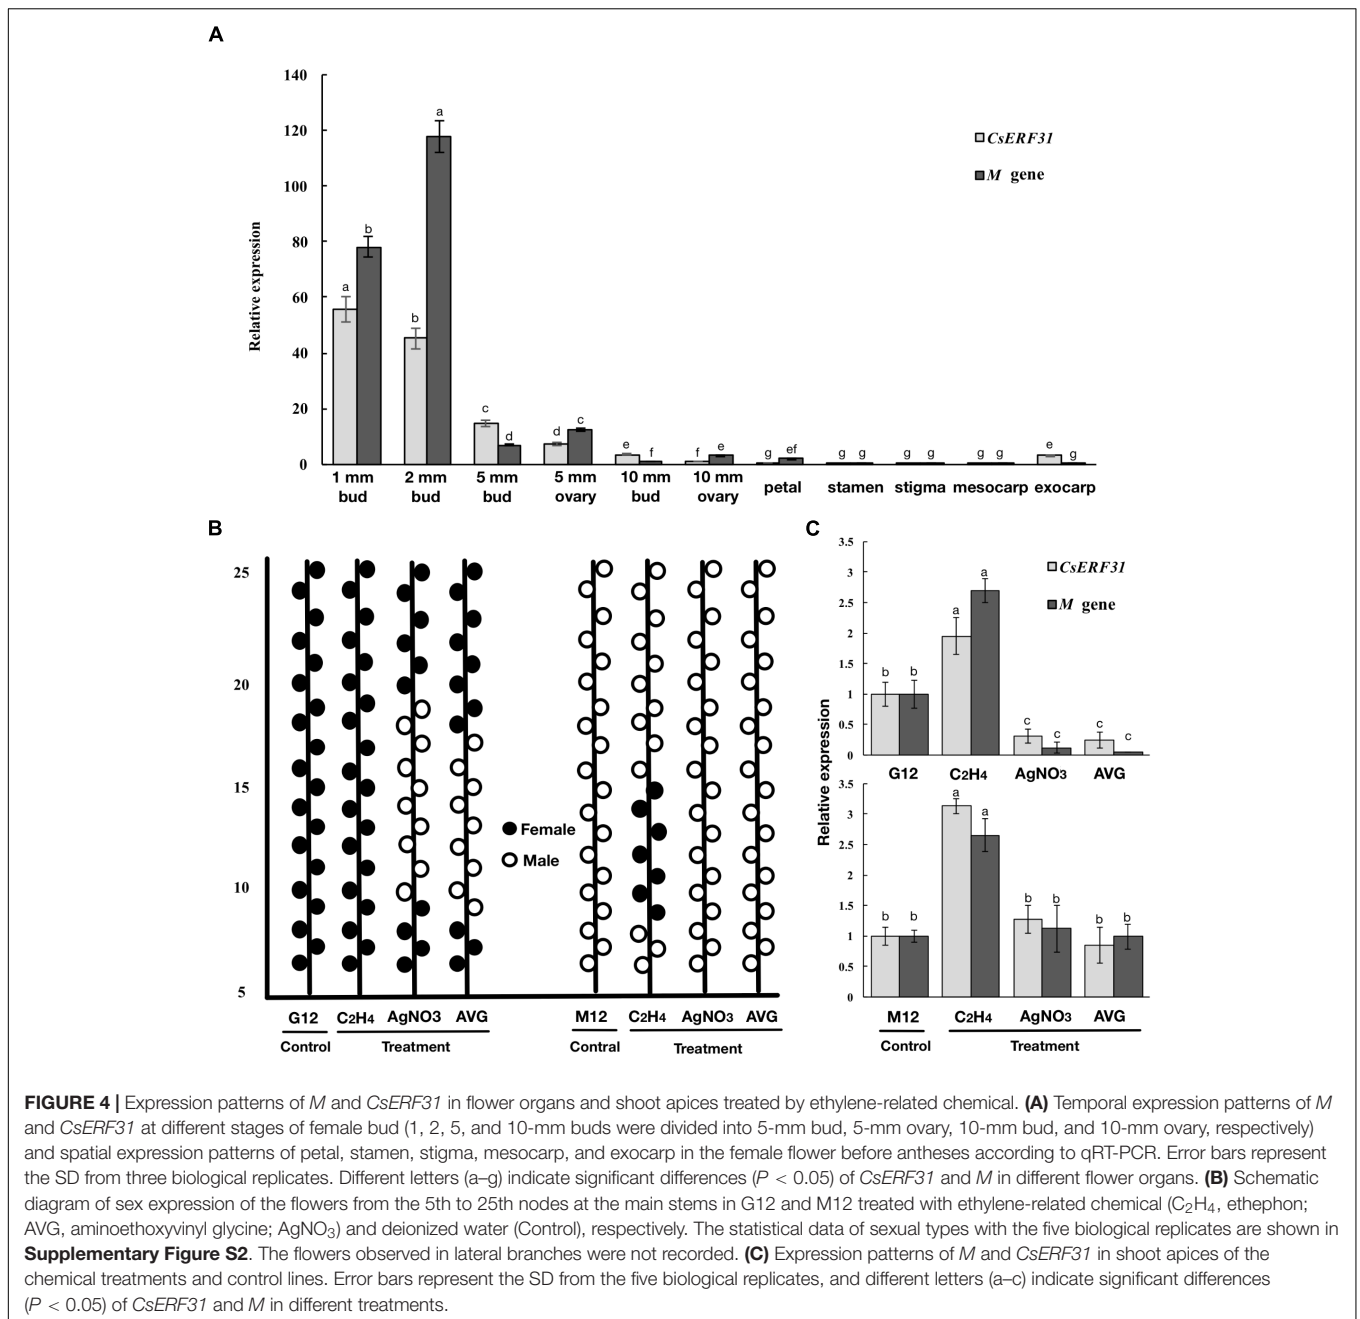 A
140
120
100
80
60
40
20
0
Relative expression
CsERF31
M gene
a
b
b
a
c
d
d
c
e
f
f
e
g
ef
g
g
g
g
g
g
e
g
1 mm bud
2 mm bud
5 mm bud
5 mm ovary
10 mm bud
10 mm ovary
petal
stamen
stigma
mesocarp
exocarp
B
25
20
15
10
5
Female
Male
G12
C2H4
AgNO3
AVG
Control
Treatment
M12
C2H4
AgNO3
AVG
Contral
Treatment
C
3.5
3
2.5
2
1.5
1
0.5
0
CsERF31
M gene
b
b
a
a
c
c
c
c
G12
C2H4
AgNO3
AVG
Relative expression
3.5
3
2.5
2
1.5
1
0.5
0
b
b
a
a
b
b
b
b
M12
C2H4
AgNO3
AVG
Control
Treatment
FIGURE 4 | Expression patterns of M and CsERF31 in flower organs and shoot apices treated by ethylene-related chemical. (A) Temporal expression patterns of M
and CsERF31 at different stages of female bud (1, 2, 5, and 10-mm buds were divided into 5-mm bud, 5-mm ovary, 10-mm bud, and 10-mm ovary, respectively)
and spatial expression patterns of petal, stamen, stigma, mesocarp, and exocarp in the female flower before antheses according to qRT-PCR. Error bars represent
the SD from three biological replicates. Different letters (a–g) indicate significant differences (P < 0.05) of CsERF31 and M in different flower organs. (B) Schematic
diagram of sex expression of the flowers from the 5th to 25th nodes at the main stems in G12 and M12 treated with ethylene-related chemical (C2H4, ethephon;
AVG, aminoethoxyvinyl glycine; AgNO3) and deionized water (Control), respectively. The statistical data of sexual types with the five biological replicates are shown in
Supplementary Figure S2. The flowers observed in lateral branches were not recorded. (C) Expression patterns of M and CsERF31 in shoot apices of the
chemical treatments and control lines. Error bars represent the SD from the five biological replicates, and different letters (a–c) indicate significant differences
(P < 0.05) of CsERF31 and M in different treatments.